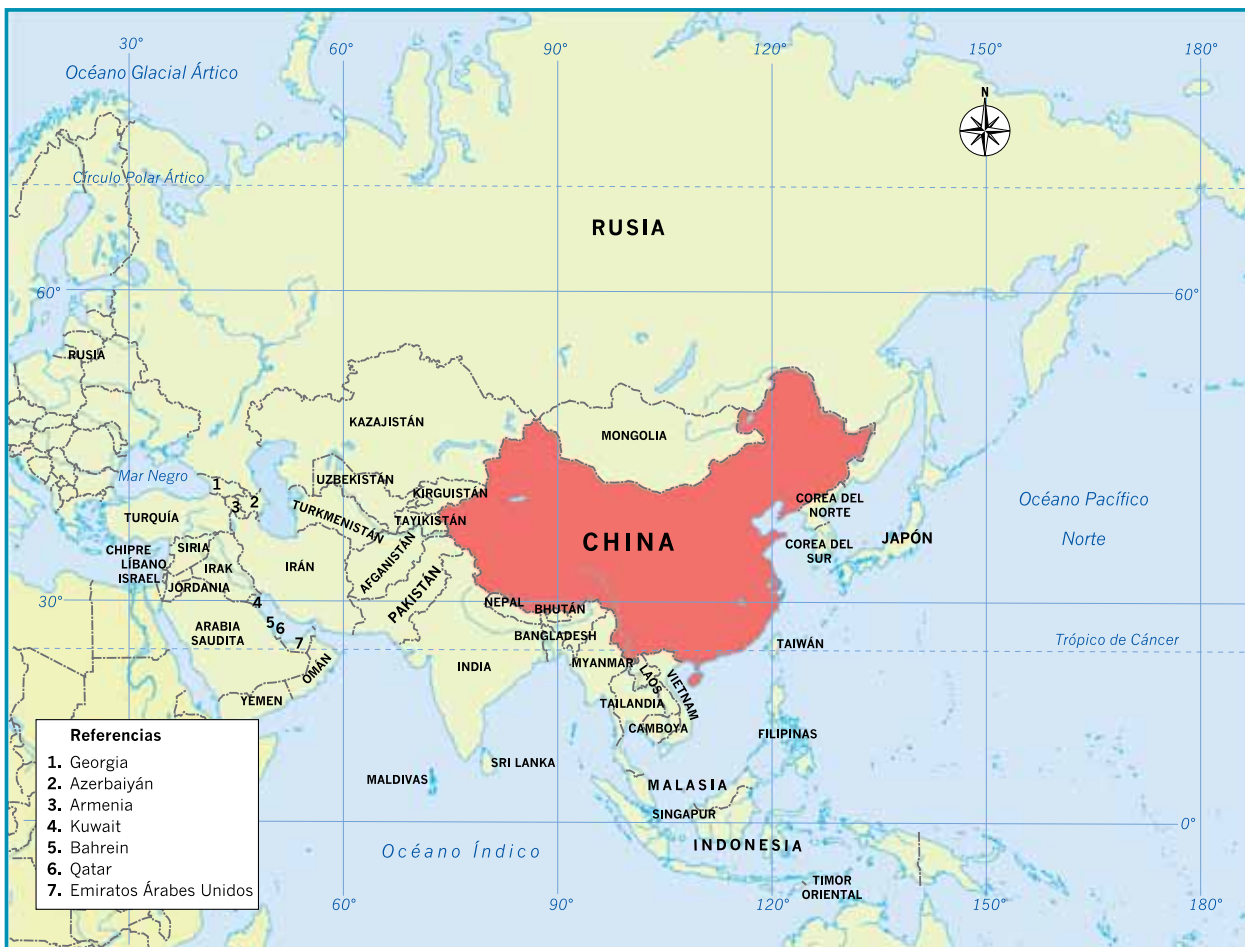 30°
60°
90°
120°
150°
180°
Océano Glacial Ártico
N
Círculo Polar Ártico
RUSIA
60°
60°
RUSIA
KAZAJISTÁN
MONGOLIA
Mar Negro
1
2
3
UZBEKISTÁN
KIRGUISTÁN
TURKMENISTÁN
TAYIKISTÁN
COREA DEL
NORTE
Océano Pacífico
Norte
TURQUÍA
CHINA
JAPÓN
COREA DEL
SUR
CHIPRE
SIRIA
LÍBANO
IRAK
IRÁN
AFGANISTÁN
ISRAEL
JORDANIA
PAKISTÁN
30°
30°
4
NEPAL
BHUTÁN
5
6
ARABIA
SAUDITA
7
BANGLADESH
TAIWÁN
Trópico de Cáncer
OMÁN
INDIA
MYANMAR
LAOS
VIETNAM
YEMEN
TAILANDIA
CAMBOYA
FILIPINAS
SRI LANKA
MALDIVAS
MALASIA
SINGAPUR
0°
INDONESIA
Océano Índico
TIMOR
ORIENTAL
60°
90°
120°
150°
180°
Referencias
1. Georgia
2. Azerbaiyán
3. Armenia
4. Kuwait
5. Bahrein
6. Qatar
7. Emiratos Árabes Unidos